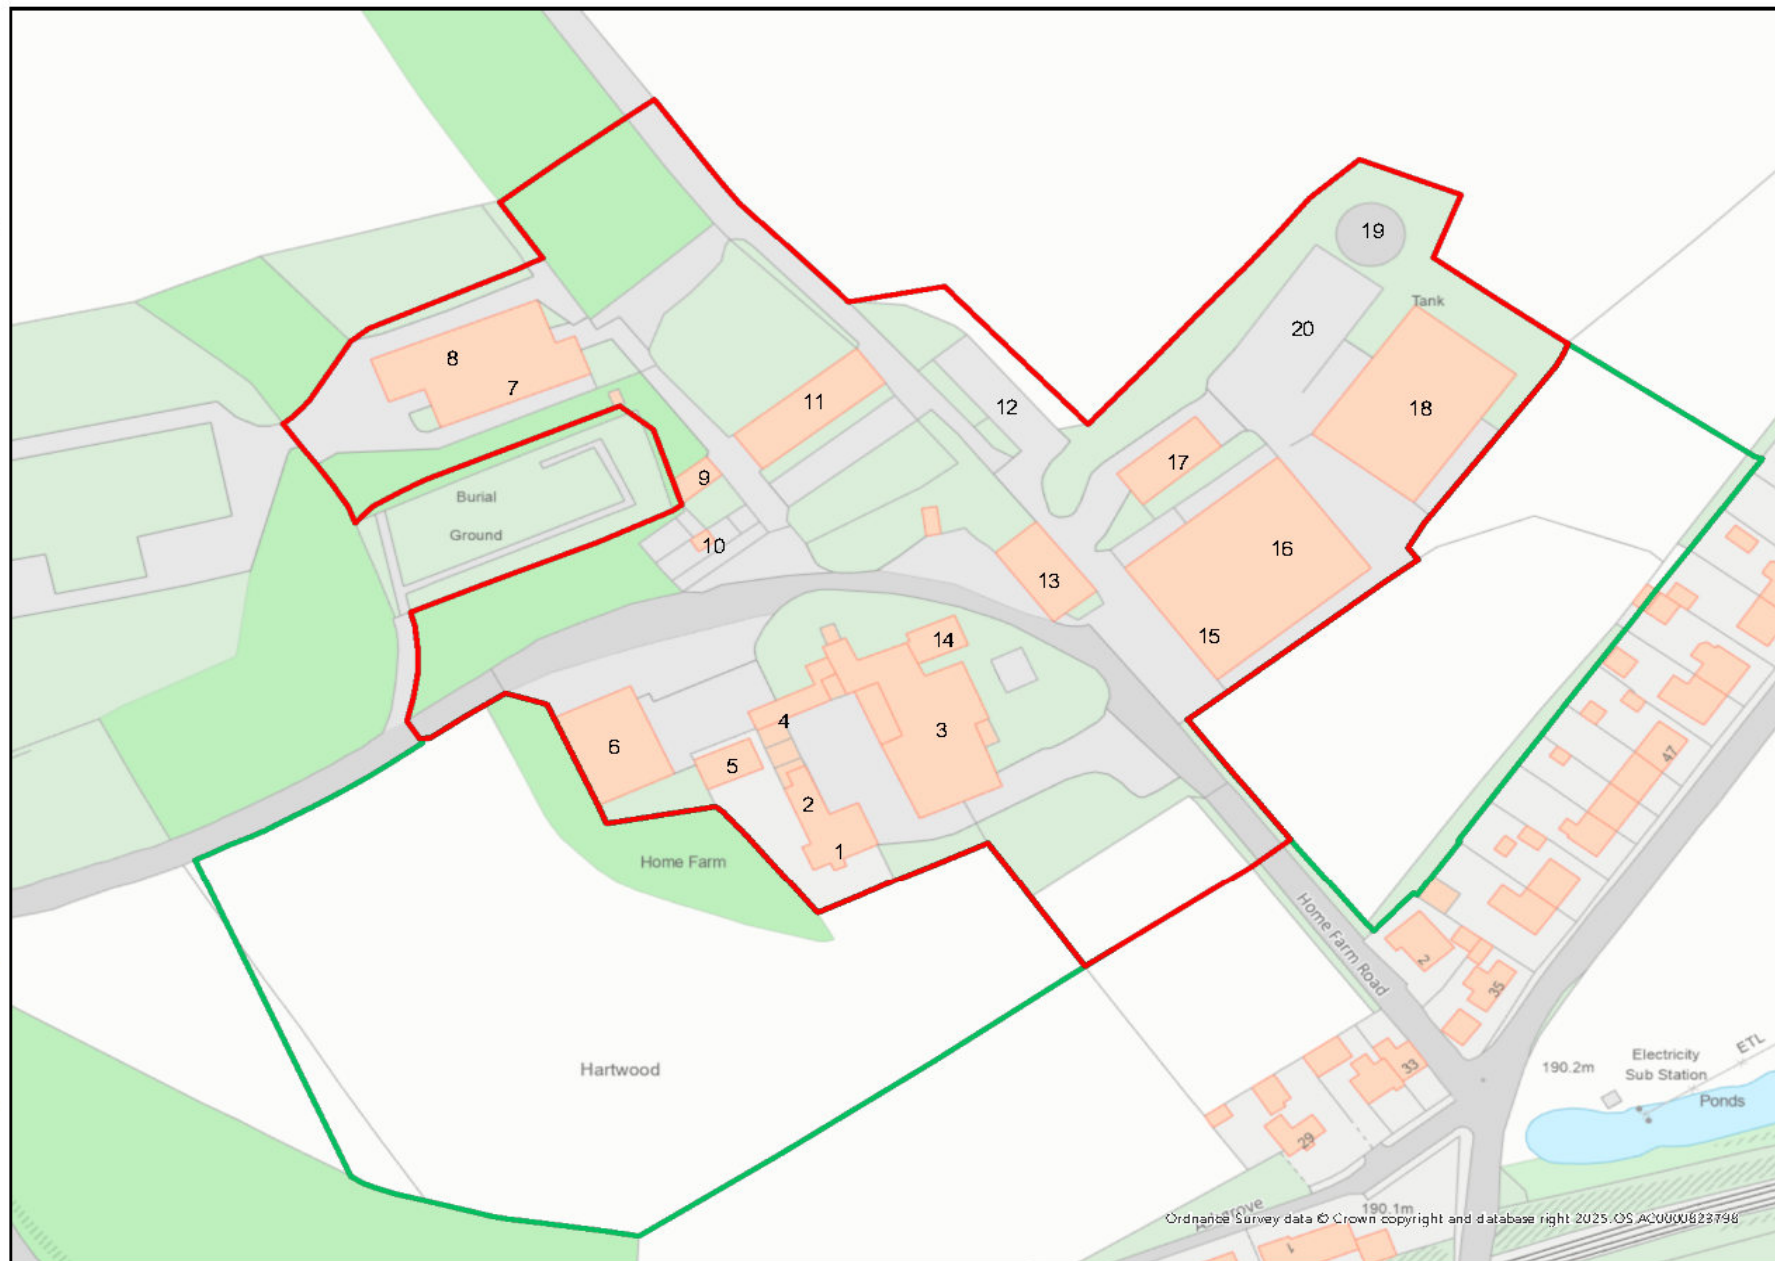 19
Tank
20
8
7
11
12
18
17
9
Burial
Ground
10
16
13
15
14
4
3
6
5
47
2
1
Home Farm
Home Farm Road
2
35
Hartwood
33
190.2m
Electricity
Sub Station
ETL
Ponds
29
190.1m
Ordnance Survey data © Crown copyright and database right 2025.OS AC0000823798
1